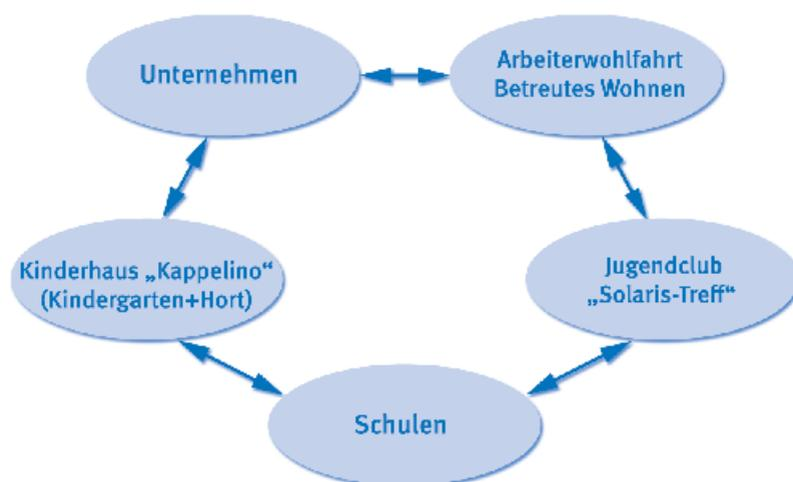 Unternehmen
Arbeiterwohlfahrt
Betreutes Wohnen
Kinderhaus „Kappelino“
(Kindergarten+Hort)
Jugendclub
„Solaris-Treff“
Schulen